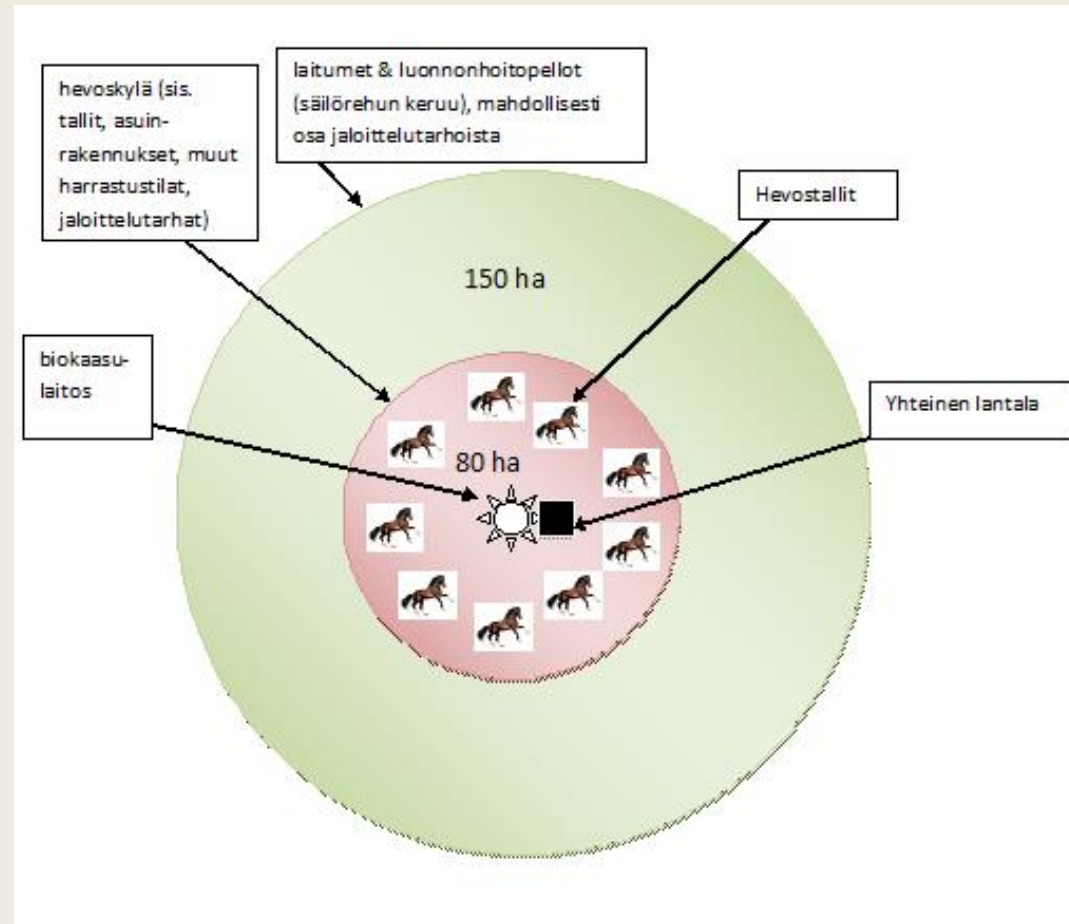 laitumet & luonnonhoitopellot
(säilörehun keruu), mahdollisesti
osa jaloittelutarhoista
hevoskylä (sis.
tallit, asuin-
rakennukset, muut
harrastustilat,
jaloittelutarhat)
Hevostallit
150 ha
biokaasu-
laitos
Yhteinen lantala
80 ha